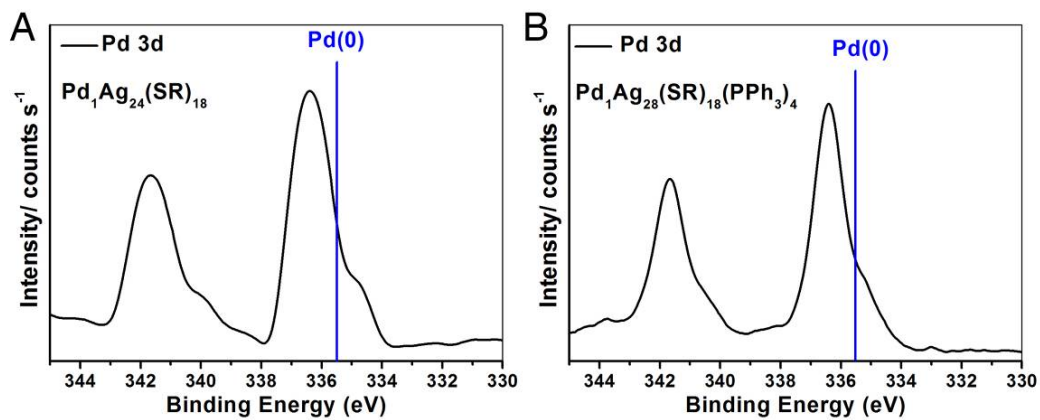 A
Pd(0)
Pd 3d
Pd₁Ag₂₄(SR)₁₈
Intensity/ counts s⁻¹
344 342 340 338 336 334 332 330
Binding Energy (eV)
B
Pd(0)
Pd 3d
Pd₁Ag₂₈(SR)₁₈(PPh₃)₄
Intensity/ counts s⁻¹
344 342 340 338 336 334 332 330
Binding Energy (eV)